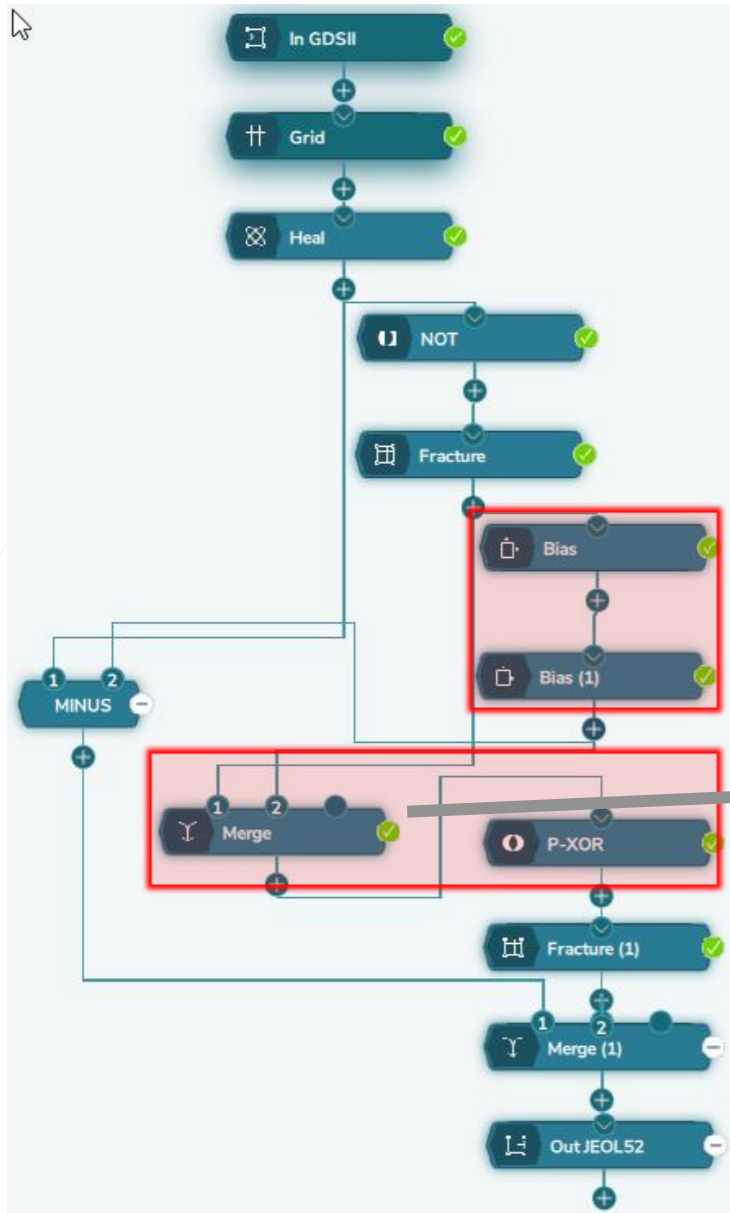 In GDSII
Grid
Heal
NOT
Fracture
Bias
Bias (1)
1 2
MINUS
1 2
Merge
P-XOR
Fracture (1)
1 2
Merge (1)
Out JEOL52